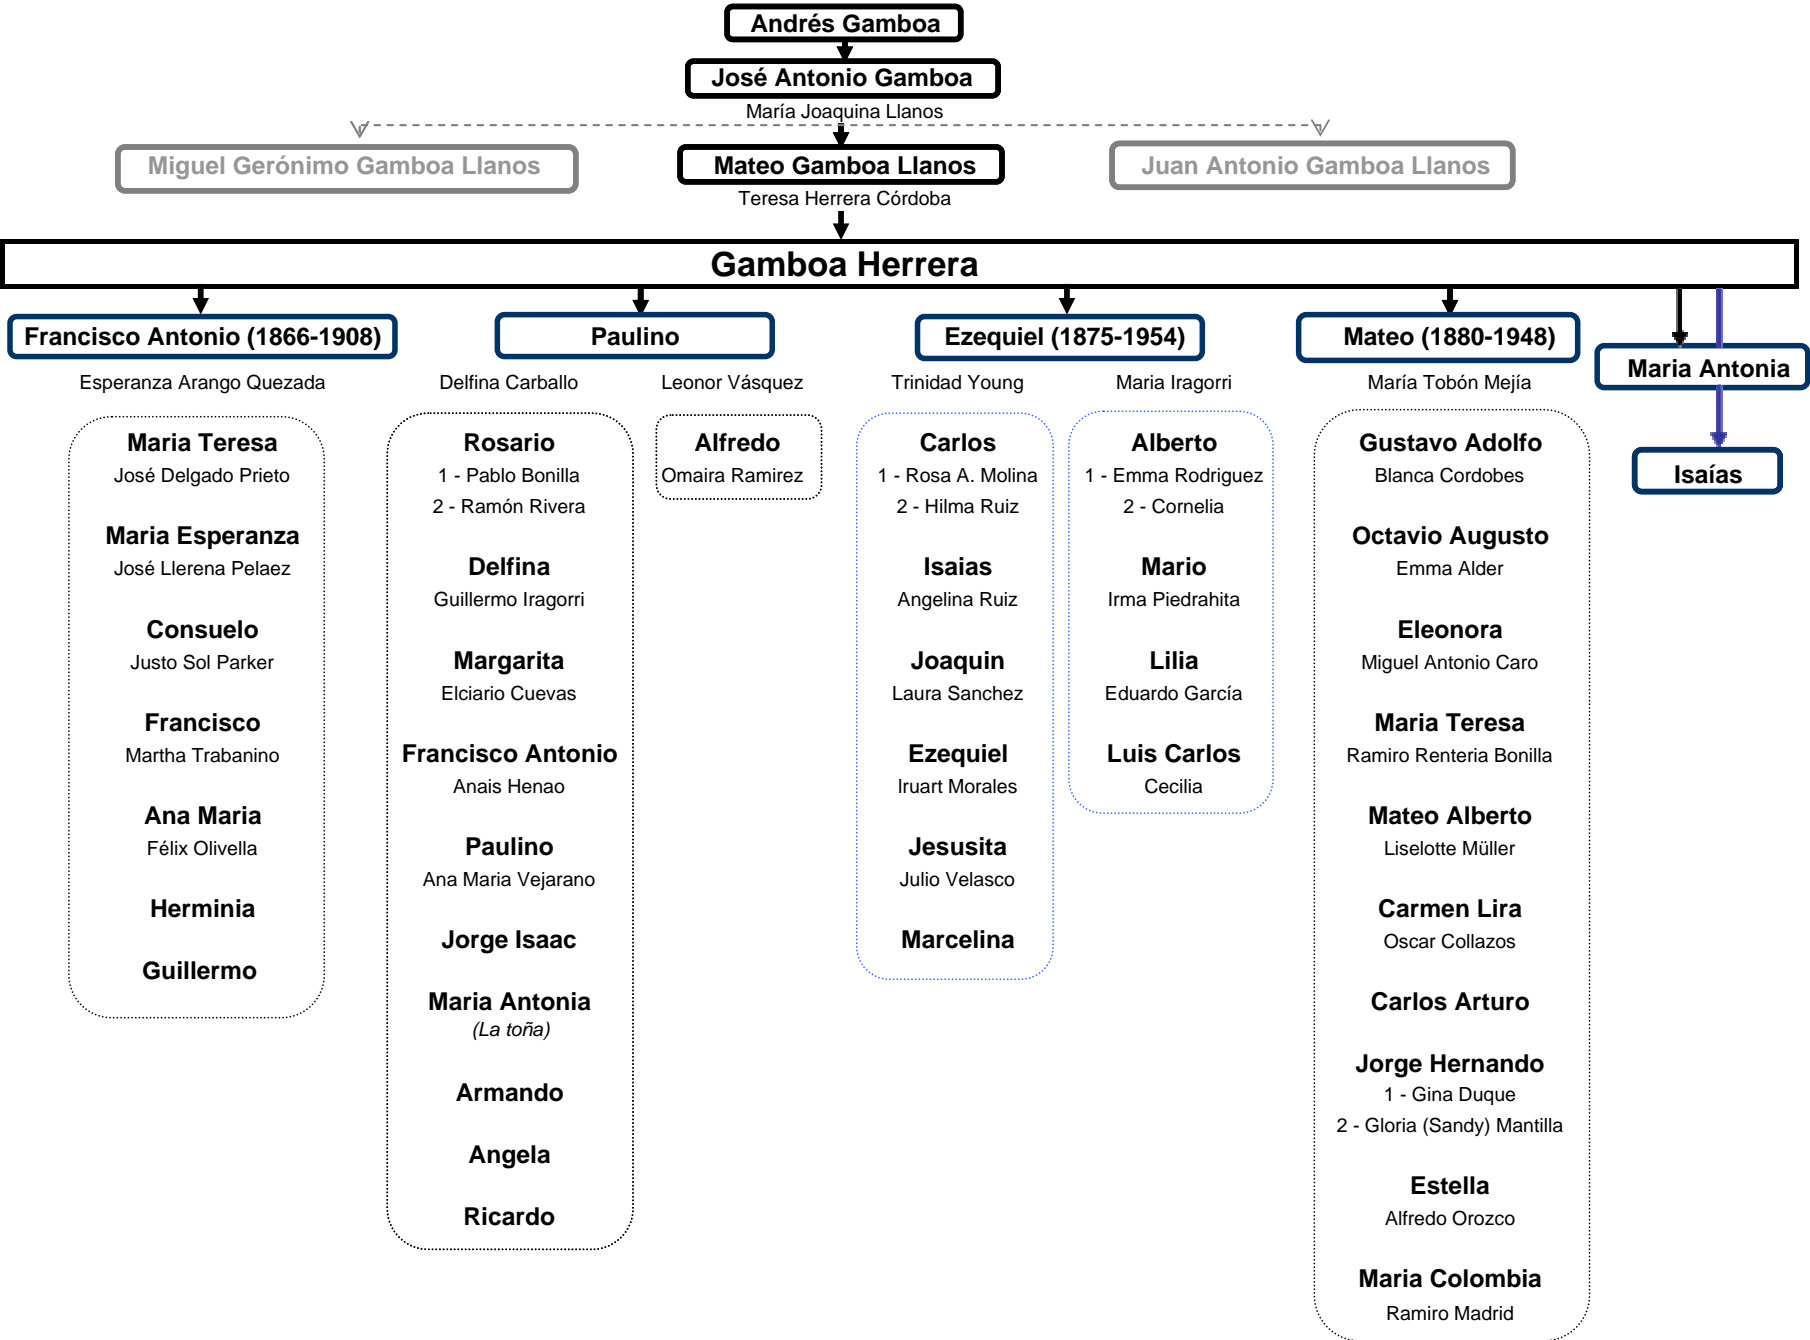 Andrés Gamboa
José Antonio Gamboa
María Joaquina Llanos
Miguel Gerónimo Gamboa Llanos
Mateo Gamboa Llanos
Juan Antonio Gamboa Llanos
Teresa Herrera Córdoba
Gamboa Herrera
Francisco Antonio (1866-1908)
Esperanza Arango Quezada
Maria Teresa
José Delgado Prieto
Maria Esperanza
José Llerena Pelaez
Consuelo
Justo Sol Parker
Francisco
Martha Trabanino
Ana Maria
Félix Olivella
Herminia
Guillermo
Paulino
Delfina Carballo
Rosario
1 - Pablo Bonilla
2 - Ramón Rivera
Delfina
Guillermo Iragorri
Margarita
Elciario Cuevas
Francisco Antonio
Anais Henao
Paulino
Ana Maria Vejarano
Jorge Isaac
Maria Antonia
(La toña)
Armando
Angela
Ricardo
Leonor Vásquez
Alfredo
Omaira Ramirez
Ezequiel (1875-1954)
Trinidad Young
Carlos
1 - Rosa A. Molina
2 - Hilma Ruiz
Isaias
Angelina Ruiz
Joaquin
Laura Sanchez
Ezequiel
Iruart Morales
Jesusita
Julio Velasco
Marcelina
Maria Iragorri
Alberto
1 - Emma Rodriguez
2 - Cornelia
Mario
Irma Piedrahita
Lilia
Eduardo García
Luis Carlos
Cecilia
Mateo (1880-1948)
María Tobón Mejía
Gustavo Adolfo
Blanca Cordobes
Octavio Augusto
Emma Alder
Eleonora
Miguel Antonio Caro
Maria Teresa
Ramiro Renteria Bonilla
Mateo Alberto
Liselotte Müller
Carmen Lira
Oscar Collazos
Carlos Arturo
Jorge Hernando
1 - Gina Duque
2 - Gloria (Sandy) Mantilla
Estella
Alfredo Orozco
Maria Colombia
Ramiro Madrid
Maria Antonia
Isaías